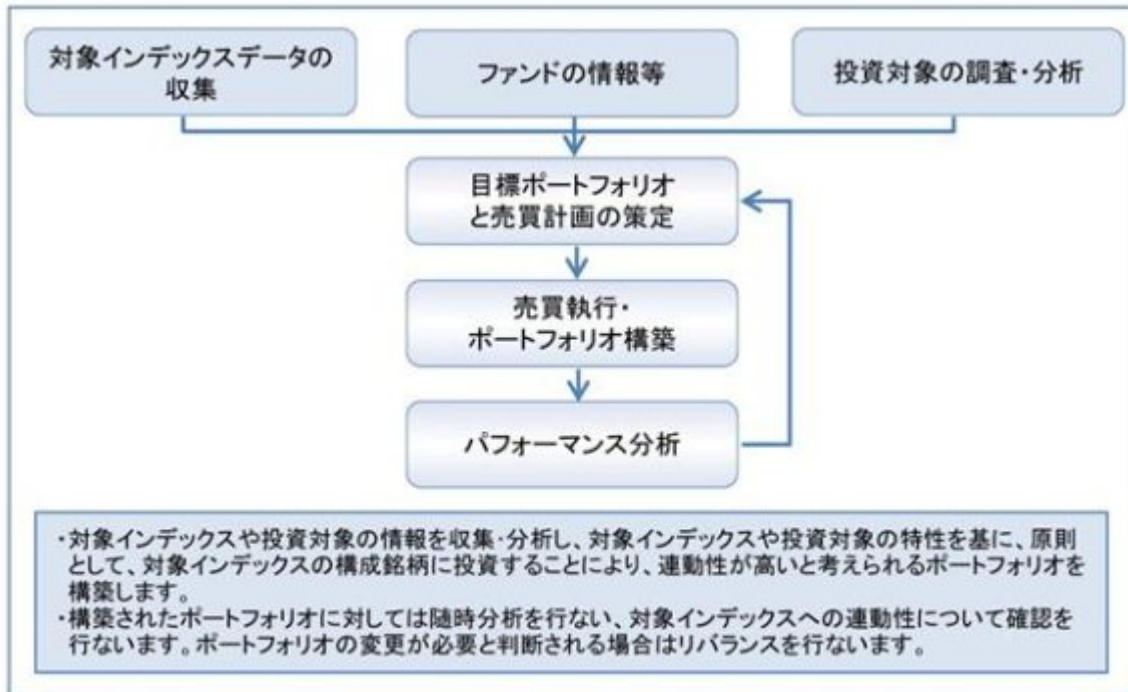 対象インデックスデータの
収集
ファンドの情報等
投資対象の調査・分析
目標ポートフォリオ
と売買計画の策定
売買執行・
ポートフォリオ構築
パフォーマンス分析
・対象インデックスや投資対象の情報を収集・分析し、対象インデックスや投資対象の特性を基に、原則
として、対象インデックスの構成銘柄に投資することにより、連動性が高いと考えられるポートフォリオを
構築します。
・構築されたポートフォリオに対しては随時分析を行ない、対象インデックスへの連動性について確認を
行ないます。ポートフォリオの変更が必要と判断される場合はリバランスを行ないます。